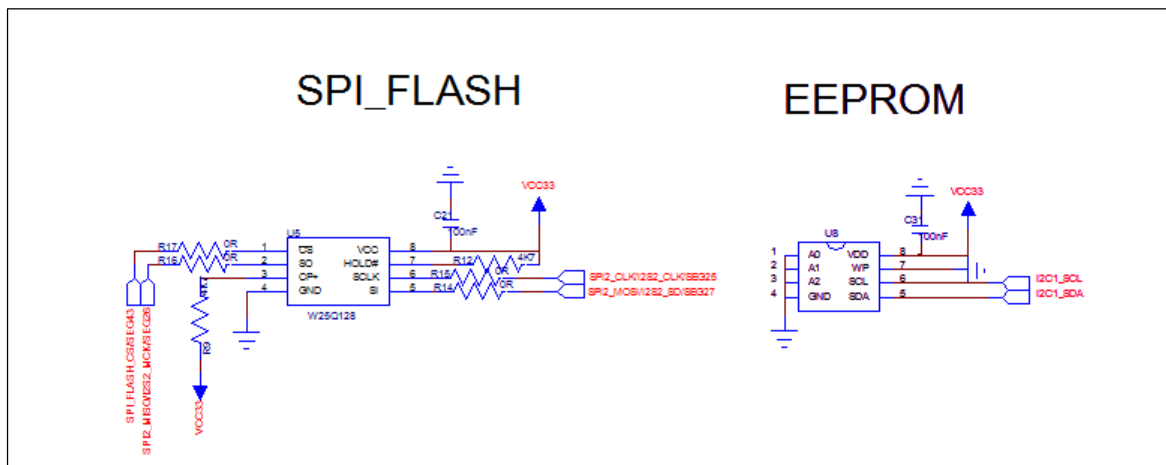 SPI_FLASH
EEPROM
VCC33
C21
100nF
U5
R17 0R
R16 0R
1 CS VCC 8
2 SO HOLD# 7
3 CP+ SCLK 6
4 GND SI 5
W25Q128
R12 4K7
R15 0R
R14 0R
SPI2_CLK/I2S2_CLK/SEG25
SPI2_MOSI/I2S2_SD/SEG27
4K7
R9
VCC33
SPI_FLASH_CS/SEG43
SPI2_MISO/I2S2_MCK/SEG26
VCC33
C31
100nF
U8
1 A0 VDD 8
2 A1 WP 7
3 A2 SCL 6
4 GND SDA 5
I2C1_SCL
I2C1_SDA